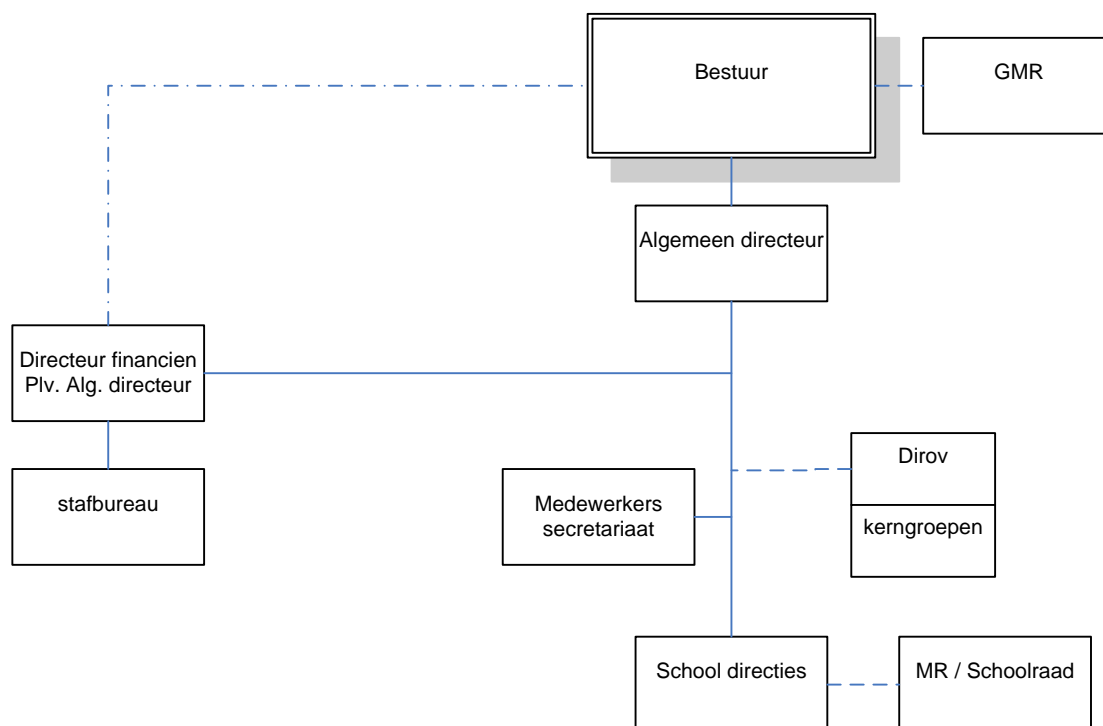 Bestuur
GMR
Algemeen directeur
Directeur financien
Plv. Alg. directeur
Dirov
stafbureau
Medewerkers
secretariaat
kerngroepen
School directies
MR / Schoolraad